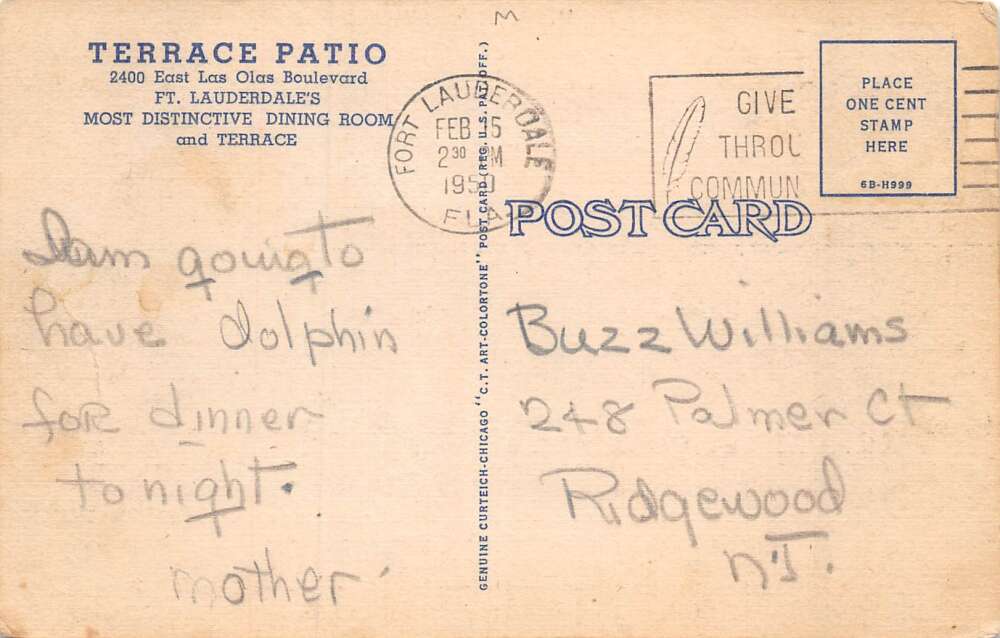 M
TERRACE PATIO
2400 East Las Olas Boulevard
FT. LAUDERDALE'S
MOST DISTINCTIVE DINING ROOM
and TERRACE
I am going to
have dolphin
for dinner
tonight.
mother
GENUINE CURTEICH-CHICAGO "C.T. ART-COLORTONE" POST CARD (REG. U.S. PAT. OFF.)
FORT LAUDERDALE
FEB 15
2 30 PM
1950
FLA
GIVE
THROU
COMMUN
PLACE
ONE CENT
STAMP
HERE
6B-H999
POST CARD
Buzz Williams
248 Palmer Ct
Ridgewood
N.J.